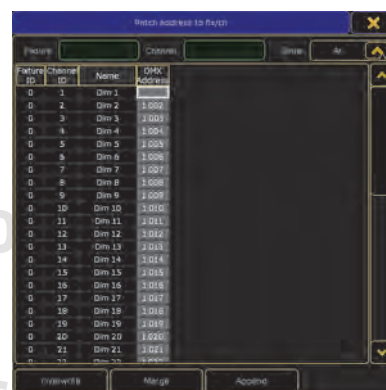 Patch Address to fix/ch
Fixture Channel
Fixture ID Channel ID Name DMX Address
0 1 Dim 1
0 2 Dim 2 1.002
0 3 Dim 3 1.003
0 4 Dim 4 1.004
0 5 Dim 5 1.005
0 6 Dim 6 1.006
0 7 Dim 7 1.007
0 8 Dim 8 1.008
0 9 Dim 9 1.009
0 10 Dim 10 1.010
0 11 Dim 11 1.011
0 12 Dim 12 1.012
0 13 Dim 13 1.013
0 14 Dim 14 1.014
0 15 Dim 15 1.015
0 16 Dim 16 1.016
0 17 Dim 17 1.017
0 18 Dim 18 1.018
0 19 Dim 19 1.019
0 20 Dim 20 1.020
0 21 Dim 21 1.021
Overwrite Merge Append